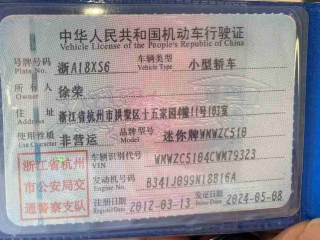 中华人民共和国机动车行驶证
Vehicle License of the People's Republic of China
号牌号码 浙A18XS6 车辆类型 小型轿车
Plate No. Vehicle Type
所有人 徐荣
Owner
住址 浙江省杭州市拱墅区十五家园4幢11号103室
Address
使用性质 非营运 品牌型号 迷你牌WMWZC510
Use Character Model
浙江省杭州
市公安局交
通警察支队
车辆识别代号 WMWZC5104CWM79323
VIN
发动机号码 B341J099N18B16A
Engine No.
注册日期 2012-03-13 发证日期 2024-05-08
Register Date Issue Date